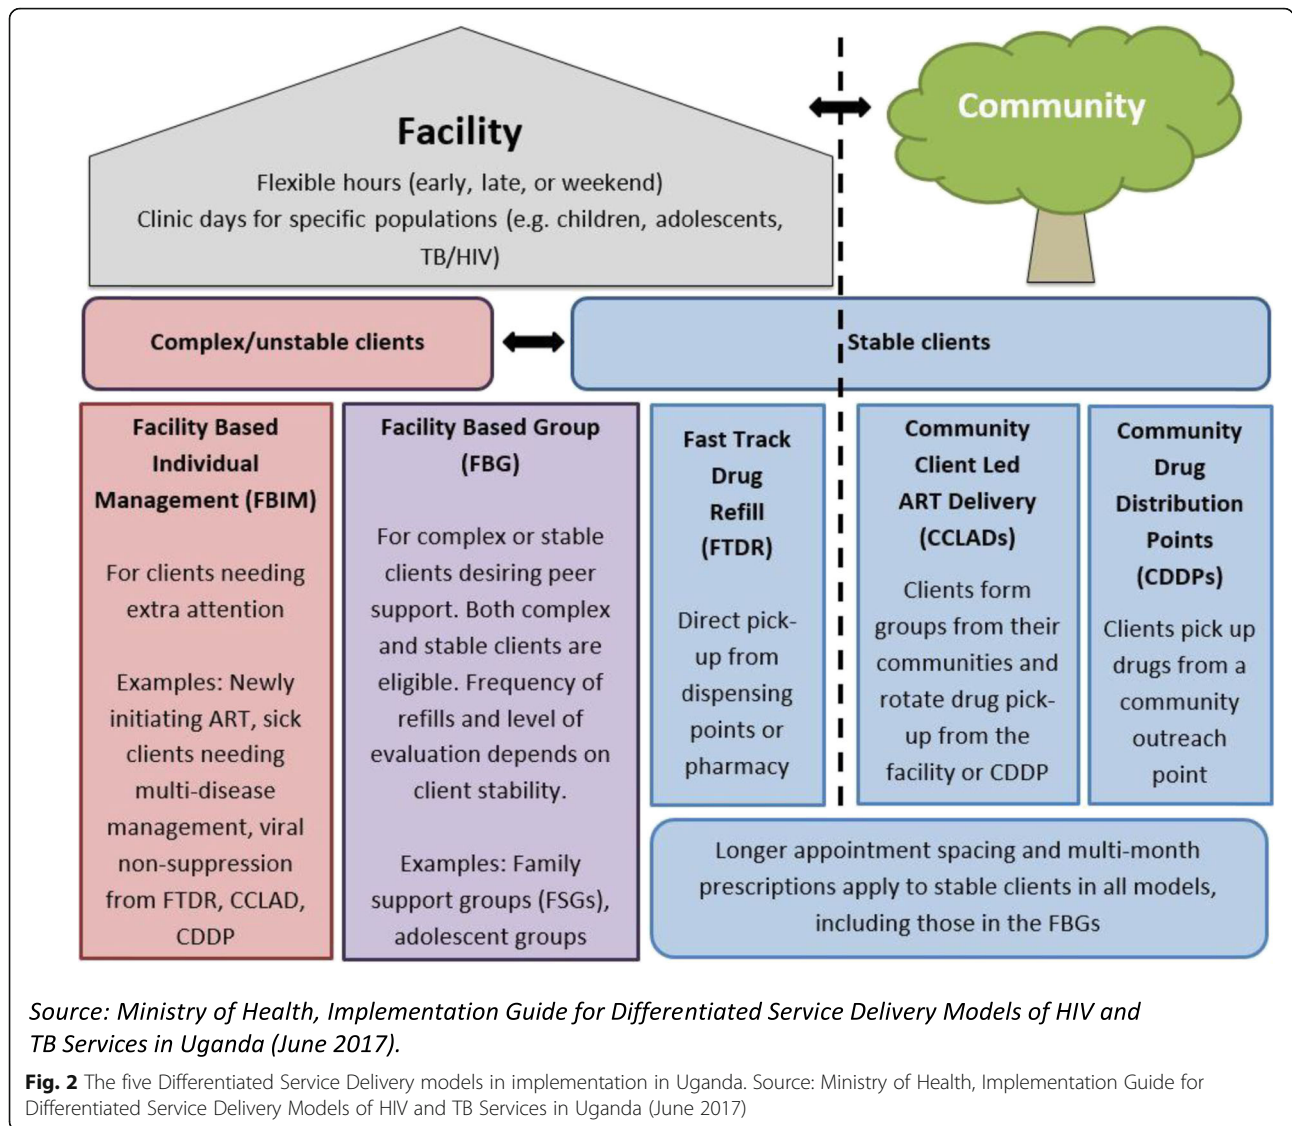 Facility
Flexible hours (early, late, or weekend)
Clinic days for specific populations (e.g. children, adolescents,
TB/HIV)
Community
Complex/unstable clients
Stable clients
Facility Based
Individual
Management (FBIM)
For clients needing
extra attention
Examples: Newly
initiating ART, sick
clients needing
multi-disease
management, viral
non-suppression
from FTDR, CCLAD,
CDDP
Facility Based Group
(FBG)
For complex or stable
clients desiring peer
support. Both complex
and stable clients are
eligible. Frequency of
refills and level of
evaluation depends on
client stability.
Examples: Family
support groups (FSGs),
adolescent groups
Fast Track
Drug
Refill
(FTDR)
Direct pick-
up from
dispensing
points or
pharmacy
Community
Client Led
ART Delivery
(CCLADs)
Clients form
groups from their
communities and
rotate drug pick-
up from the
facility or CDDP
Community
Drug
Distribution
Points
(CDDPs)
Clients pick up
drugs from a
community
outreach
point
Longer appointment spacing and multi-month
prescriptions apply to stable clients in all models,
including those in the FBGs
Source: Ministry of Health, Implementation Guide for Differentiated Service Delivery Models of HIV and
TB Services in Uganda (June 2017).
Fig. 2 The five Differentiated Service Delivery models in implementation in Uganda. Source: Ministry of Health, Implementation Guide for
Differentiated Service Delivery Models of HIV and TB Services in Uganda (June 2017)